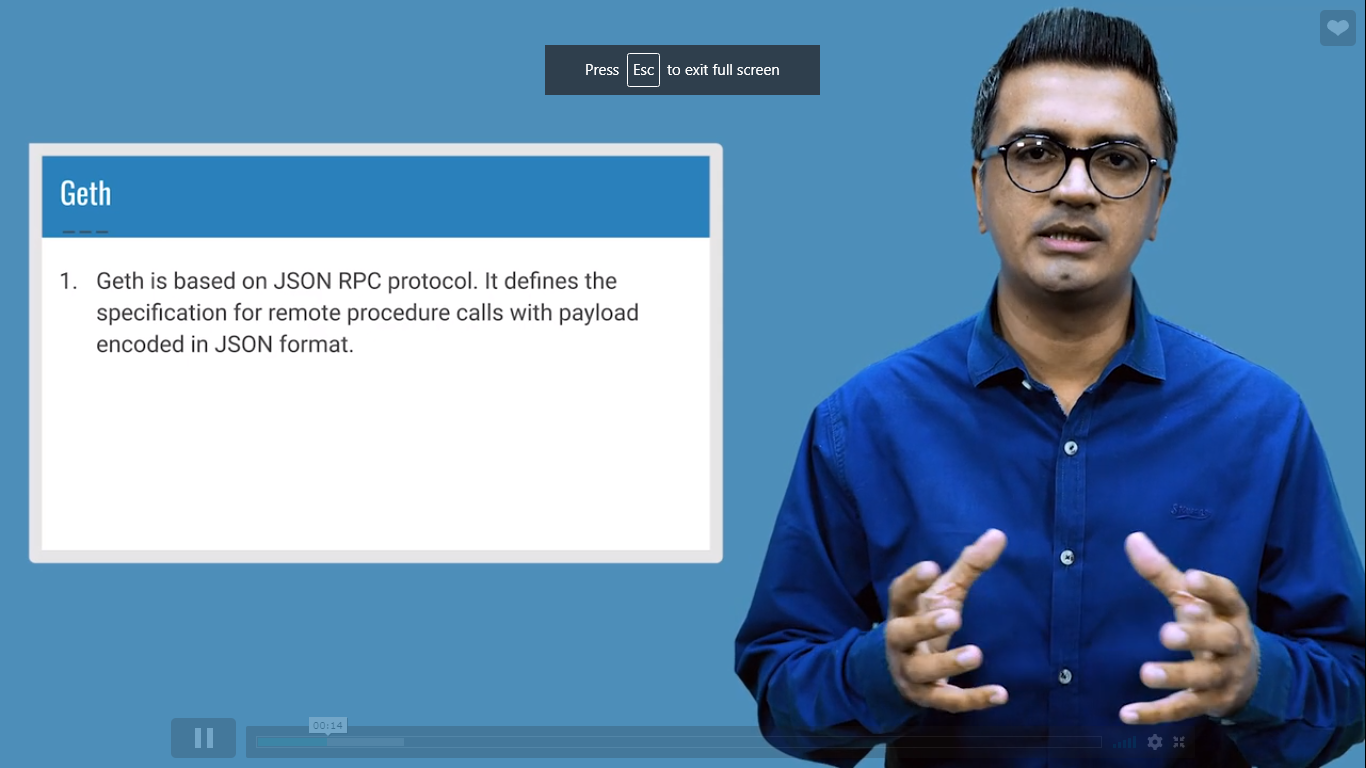 Press Esc to exit full screen
Geth
1. Geth is based on JSON RPC protocol. It defines the
specification for remote procedure calls with payload
encoded in JSON format.
00:14